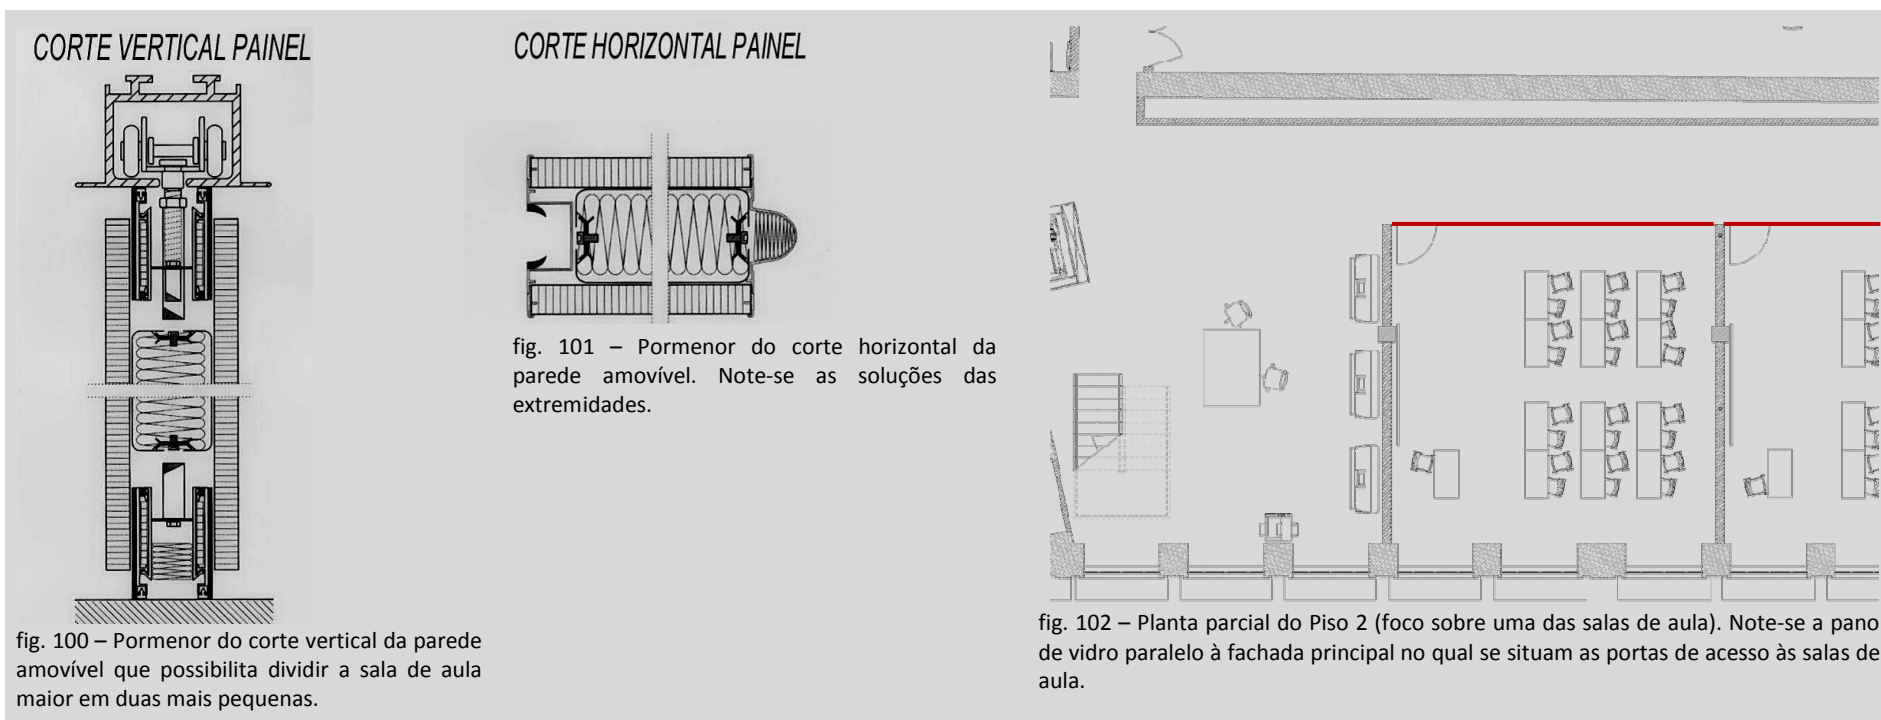 CORTE VERTICAL PAINEL
fig. 100 – Pormenor do corte vertical da parede
amovível que possibilita dividir a sala de aula
maior em duas mais pequenas.
CORTE HORIZONTAL PAINEL
fig. 101 – Pormenor do corte horizontal da
parede amovível. Note-se as soluções das
extremidades.
fig. 102 – Planta parcial do Piso 2 (foco sobre uma das salas de aula). Note-se a pano
de vidro paralelo à fachada principal no qual se situam as portas de acesso às salas de
aula.